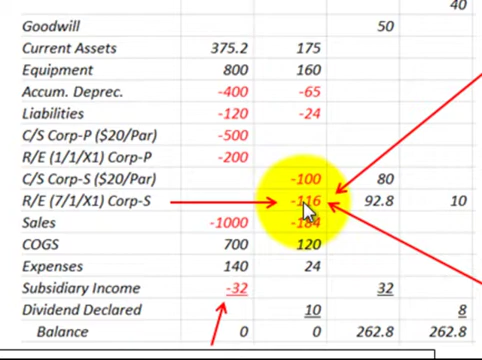 40
Goodwill 50
Current Assets 375.2 175
Equipment 800 160
Accum. Deprec. -400 -65
Liabilities -120 -24
C/S Corp-P ($20/Par) -500
R/E (1/1/X1) Corp-P -200
C/S Corp-S ($20/Par) -100 80
R/E (7/1/X1) Corp-S -116 92.8 10
Sales -1000 -184
COGS 700 120
Expenses 140 24
Subsidiary Income -32 32
Dividend Declared 10 8
Balance 0 0 262.8 262.8